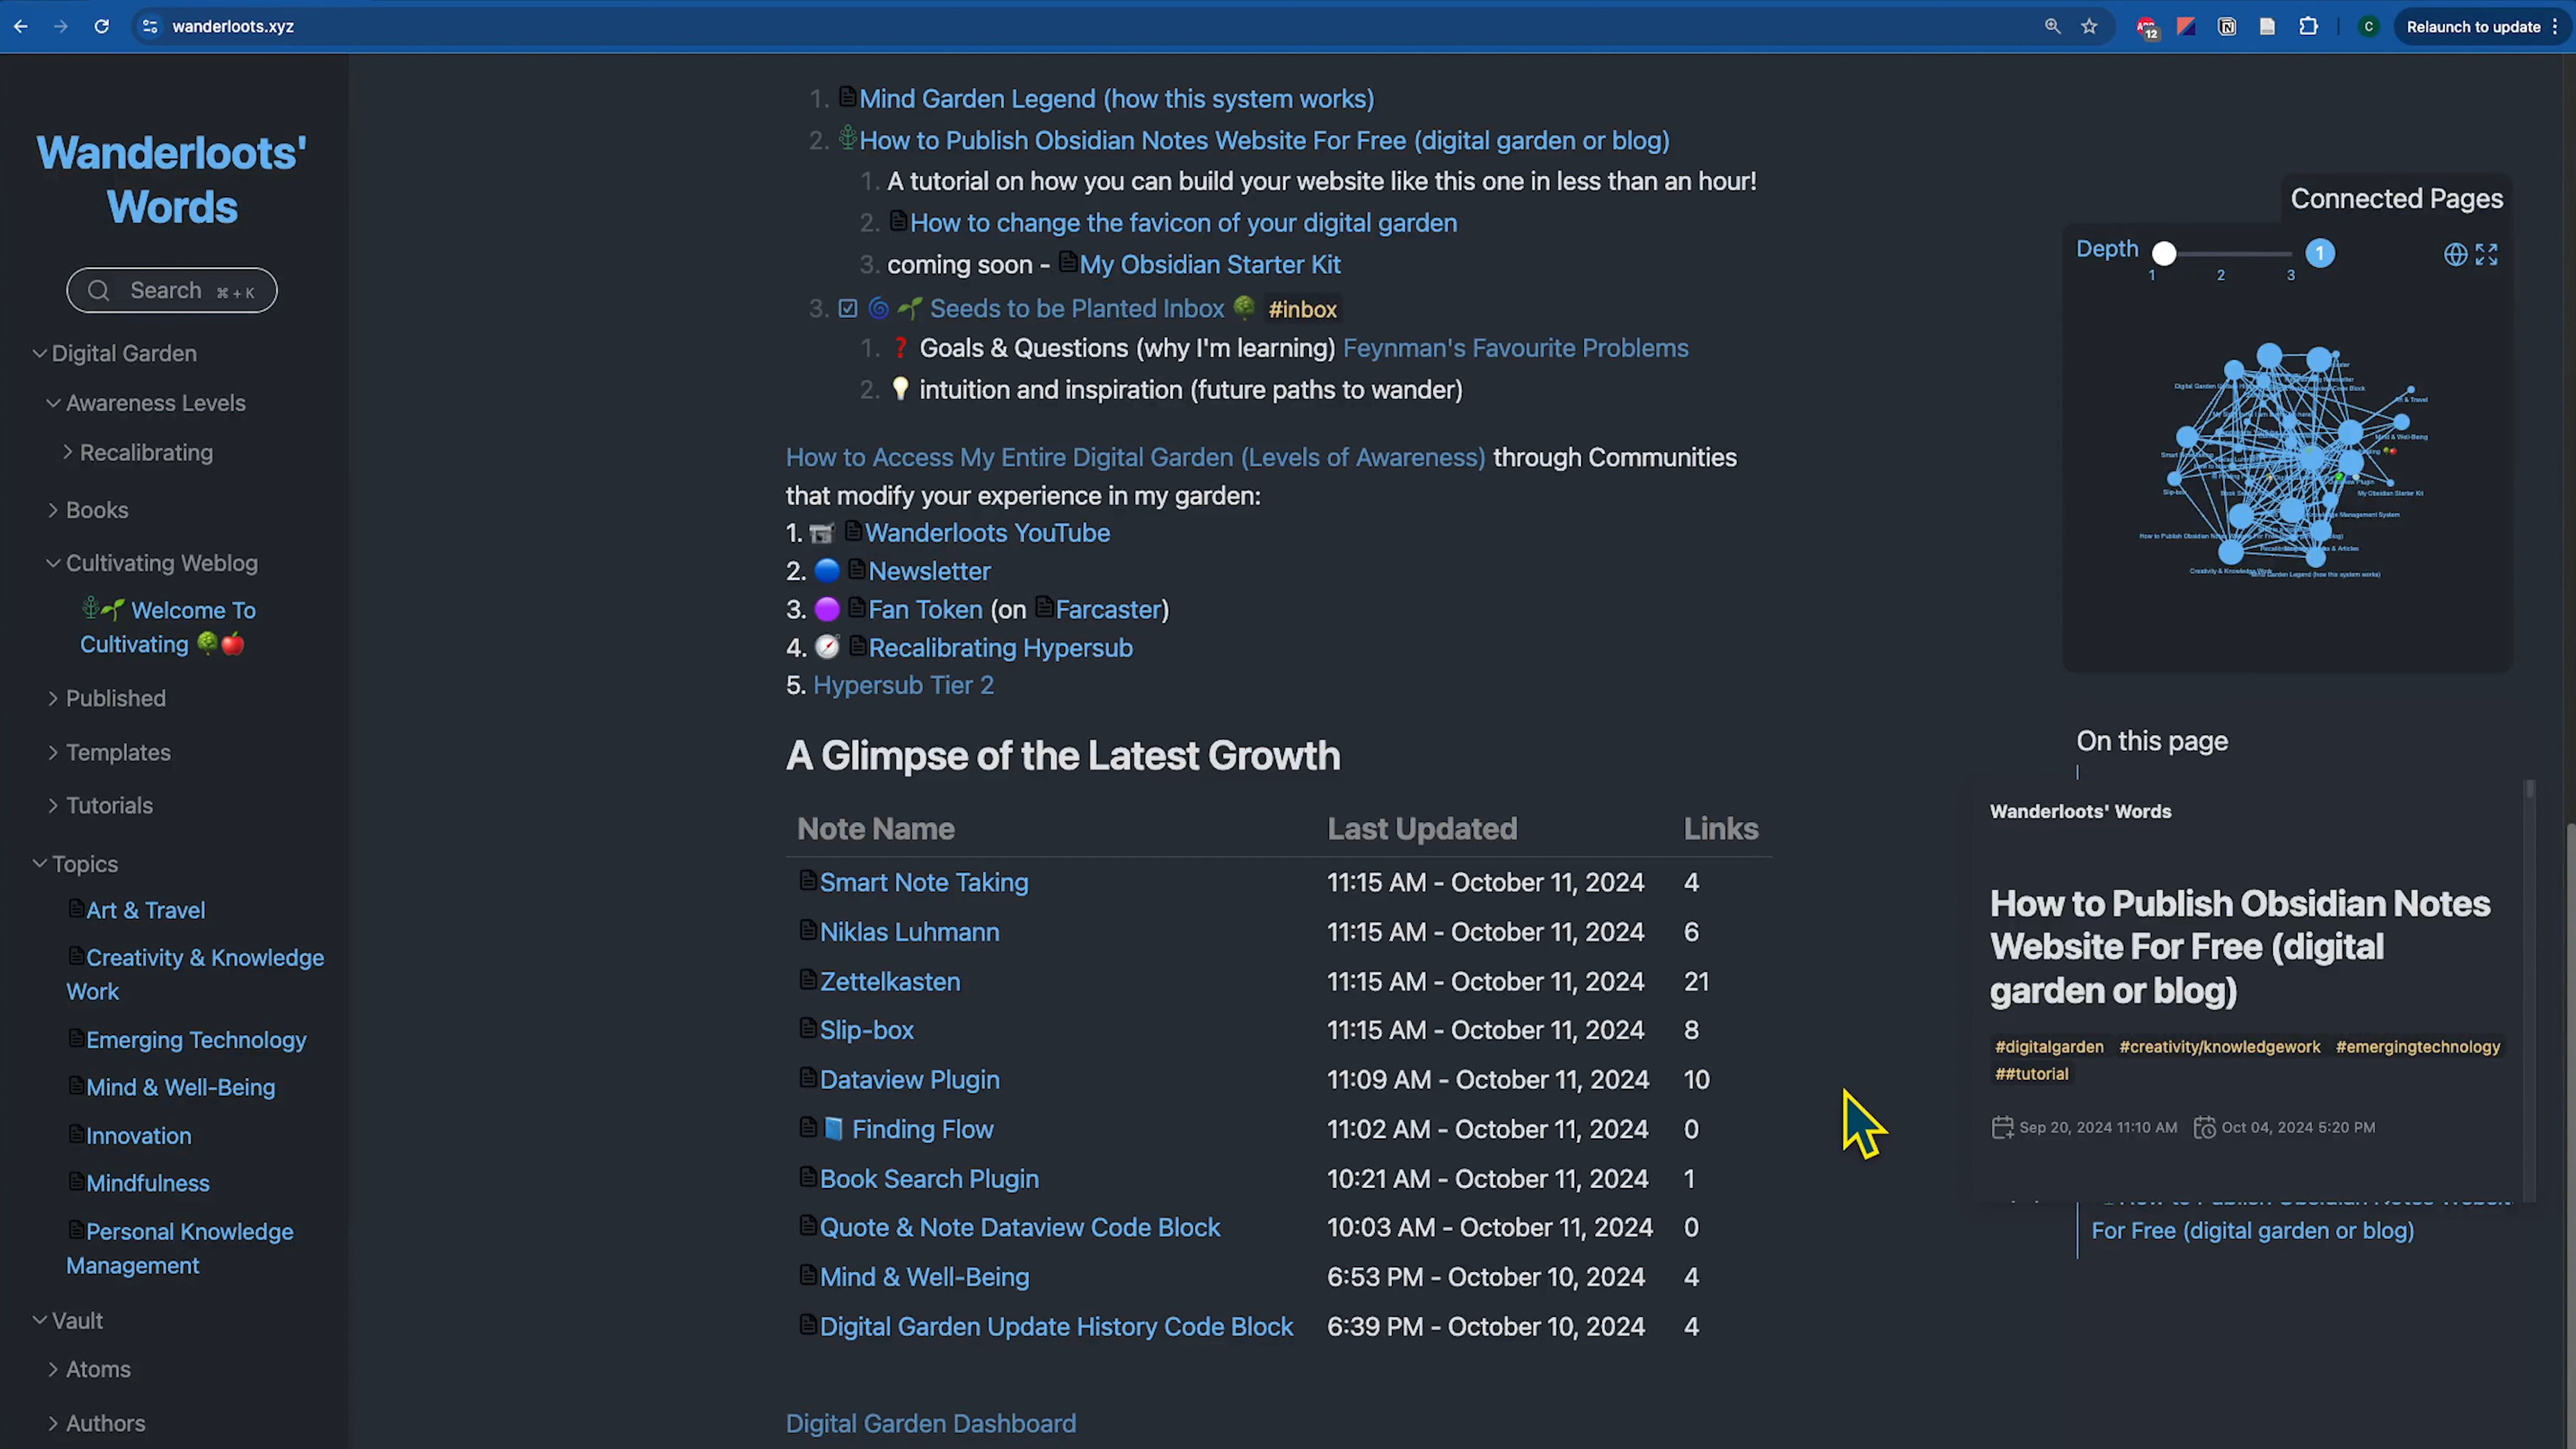 wanderloots.xyz
12
C
Relaunch to update
Wanderloots'
Words
Search ⌘ + K
Digital Garden
Awareness Levels
Recalibrating
Books
Cultivating Weblog
Welcome To
Cultivating
Published
Templates
Tutorials
Topics
Art & Travel
Creativity & Knowledge
Work
Emerging Technology
Mind & Well-Being
Innovation
Mindfulness
Personal Knowledge
Management
Vault
Atoms
Authors
1. Mind Garden Legend (how this system works)
2. How to Publish Obsidian Notes Website For Free (digital garden or blog)
1. A tutorial on how you can build your website like this one in less than an hour!
2. How to change the favicon of your digital garden
3. coming soon - My Obsidian Starter Kit
3. Seeds to be Planted Inbox #inbox
1. ❓ Goals & Questions (why I'm learning) Feynman's Favourite Problems
2. intuition and inspiration (future paths to wander)
How to Access My Entire Digital Garden (Levels of Awareness) through Communities
that modify your experience in my garden:
1. Wanderloots YouTube
2. Newsletter
3. Fan Token (on Farcaster)
4. Recalibrating Hypersub
5. Hypersub Tier 2
A Glimpse of the Latest Growth
Note Name Last Updated Links
Smart Note Taking 11:15 AM - October 11, 2024 4
Niklas Luhmann 11:15 AM - October 11, 2024 6
Zettelkasten 11:15 AM - October 11, 2024 21
Slip-box 11:15 AM - October 11, 2024 8
Dataview Plugin 11:09 AM - October 11, 2024 10
Finding Flow 11:02 AM - October 11, 2024 0
Book Search Plugin 10:21 AM - October 11, 2024 1
Quote & Note Dataview Code Block 10:03 AM - October 11, 2024 0
Mind & Well-Being 6:53 PM - October 10, 2024 4
Digital Garden Update History Code Block 6:39 PM - October 10, 2024 4
Digital Garden Dashboard
Connected Pages
Depth 1
1 2 3
Slip-box
My Obsidian Starter Kit
Mind Garden Legend (how this system works)
On this page
Wanderloots' Words
How to Publish Obsidian Notes
Website For Free (digital
garden or blog)
#digitalgarden #creativity/knowledgework #emergingtechnology
##tutorial
Sep 20, 2024 11:10 AM Oct 04, 2024 5:20 PM
For Free (digital garden or blog)